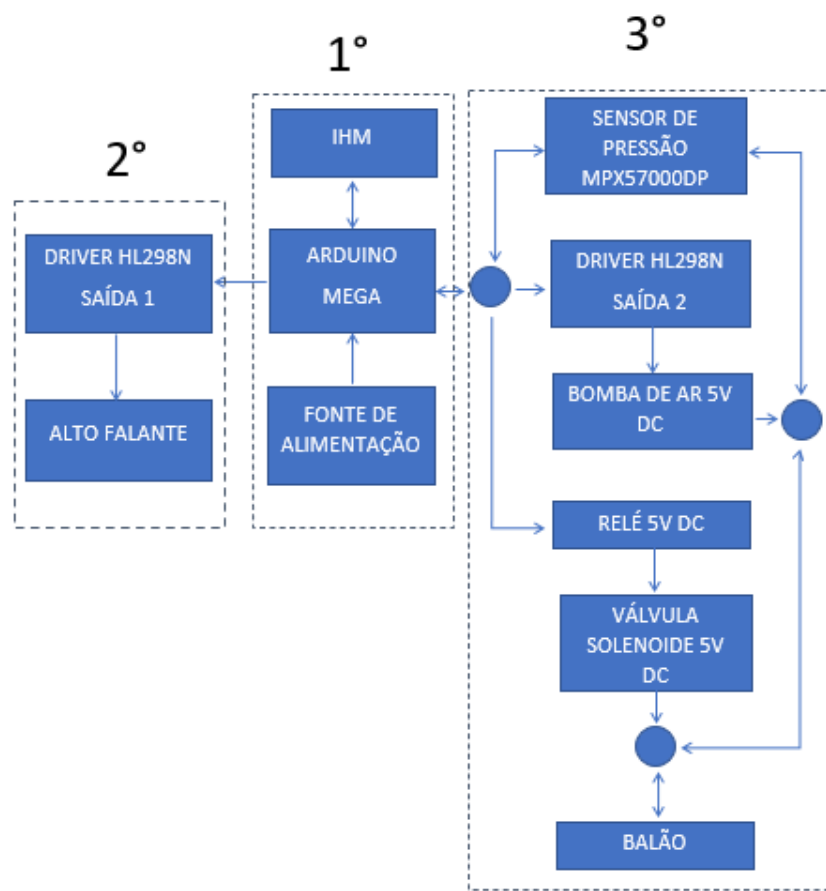 3°
1°
2°
SENSOR DE
PRESSÃO
MPX57000DP
IHM
DRIVER HL298N
SAÍDA 1
ARDUINO
MEGA
DRIVER HL298N
SAÍDA 2
ALTO FALANTE
FONTE DE
ALIMENTAÇÃO
BOMBA DE AR 5V
DC
RELÉ 5V DC
VÁLVULA
SOLENOIDE 5V
DC
BALÃO